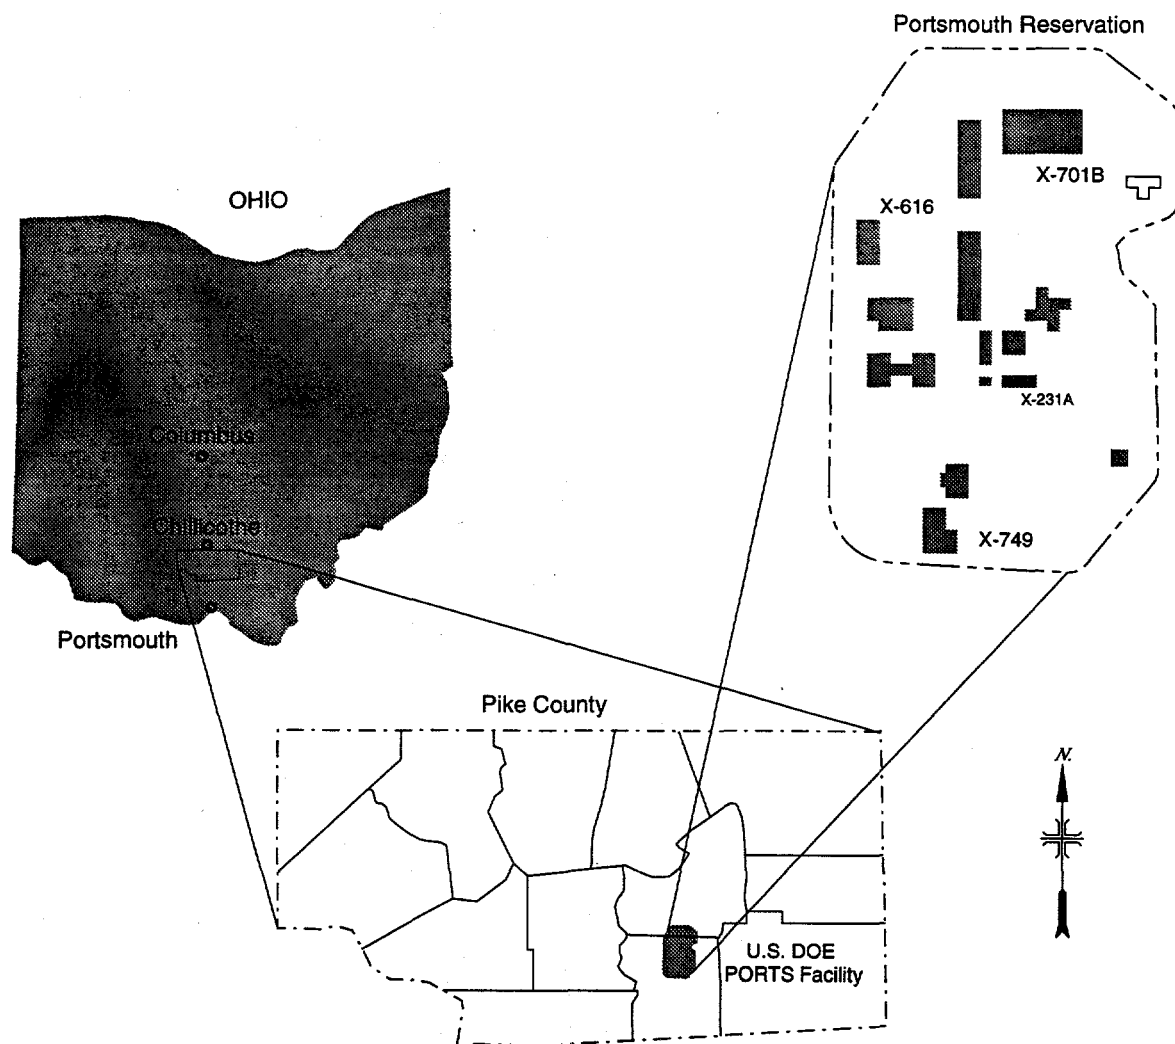 Portsmouth Reservation
X-701B
OHIO
X-616
X-231A
Columbus
Chillicothe
X-749
Portsmouth
Pike County
N.
U.S. DOE
PORTS Facility